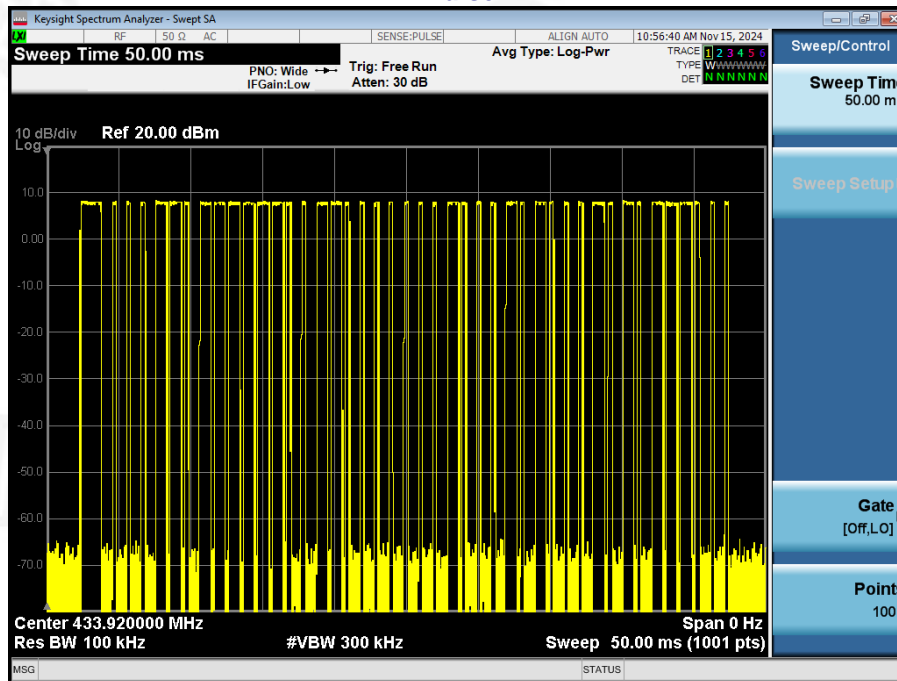 Keysight Spectrum Analyzer - Swept SA
LXI RF 50 Ω AC SENSE:PULSE ALIGN AUTO 10:56:40 AM Nov 15, 2024
Sweep Time 50.00 ms
PNO: Wide
IFGain:Low
Trig: Free Run
Atten: 30 dB
Avg Type: Log-Pwr
TRACE 1 2 3 4 5 6
TYPE WWWWWW
DET N N N N N N
10 dB/div Ref 20.00 dBm
Log
10.0
0.00
-10.0
-20.0
-30.0
-40.0
-50.0
-60.0
-70.0
Center 433.920000 MHz Span 0 Hz
Res BW 100 kHz #VBW 300 kHz Sweep 50.00 ms (1001 pts)
MSG STATUS
Sweep/Control
Sweep Time
50.00 m
Sweep Setup
Gate
[Off,LO]
Point
100